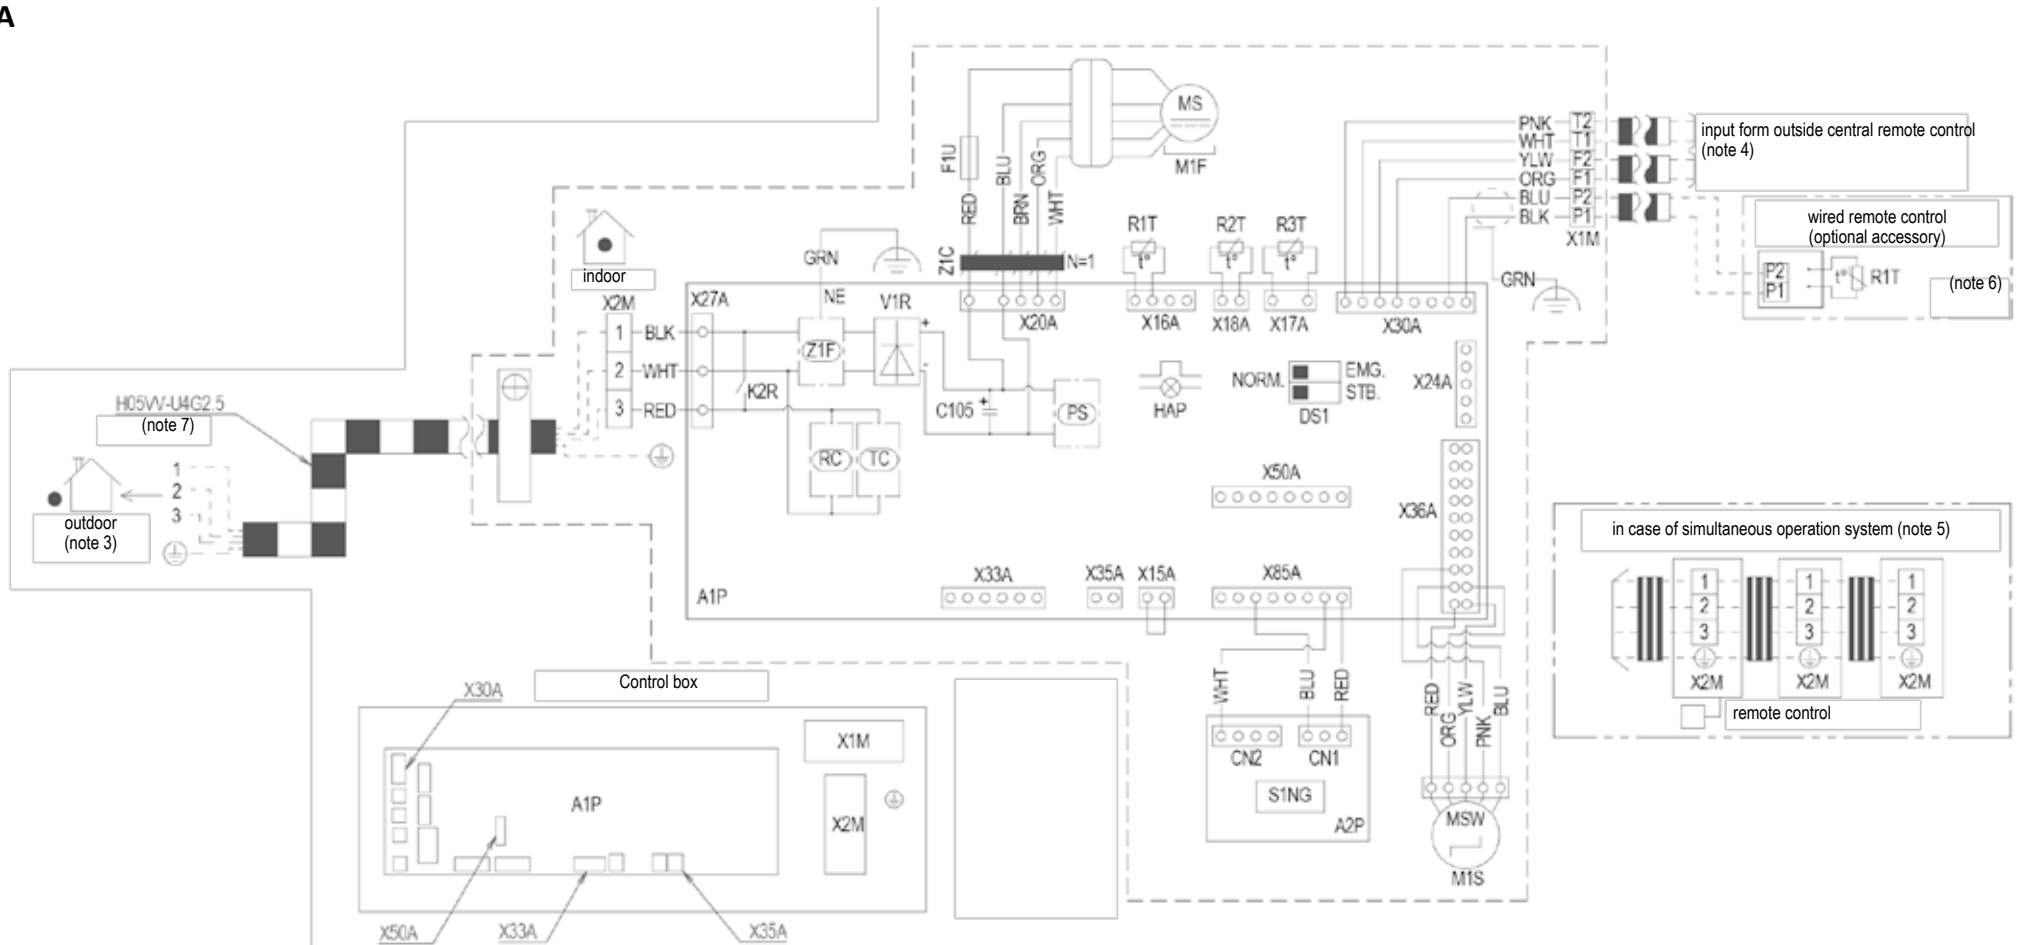 A
MS
M1F
F1U
RED
BLU
BRN
ORG
WHT
Z1C
N=1
PNK T2
WHT T1
YLW F2
ORG F1
BLU P2
BLK P1
X1M
input form outside central remote control
(note 4)
wired remote control
(optional accessory)
P2
P1
t° R1T
(note 6)
GRN
indoor
X2M
1 BLK
2 WHT
3 RED
X27A
GRN
NE
Z1F
V1R
+
-
K2R
RC
TC
C105
+
PS
X20A
R1T
t°
X16A
R2T
t°
X18A
R3T
t°
X17A
X30A
HAP
NORM.
EMG.
STB.
DS1
X24A
X50A
X36A
X33A
X35A
X15A
X85A
A1P
H05VV-U4G2.5
(note 7)
1
2
3
outdoor
(note 3)
WHT
BLU
RED
CN2
CN1
S1NG
A2P
RED
ORG
YLW
PNK
BLU
MSW
M1S
in case of simultaneous operation system (note 5)
1 1 1
2 2 2
3 3 3
X2M X2M X2M
remote control
Control box
X30A
A1P
X1M
X2M
X50A
X33A
X35A